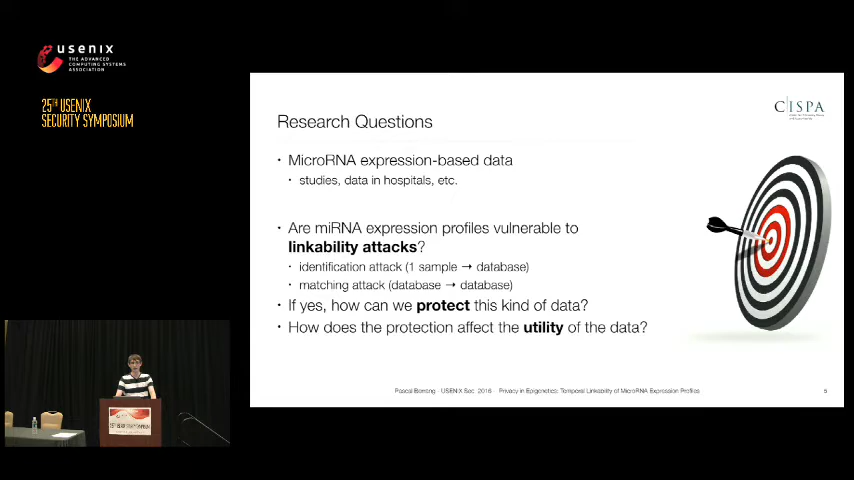 usenix
THE ADVANCED
COMPUTING SYSTEMS
ASSOCIATION
25TH USENIX
SECURITY SYMPOSIUM
CISPA
Research Questions
• MicroRNA expression-based data
• studies, data in hospitals, etc.
• Are miRNA expression profiles vulnerable to
linkability attacks?
• identification attack (1 sample → database)
• matching attack (database → database)
• If yes, how can we protect this kind of data?
• How does the protection affect the utility of the data?
USENIX Sec 2016 - Privacy in Epigenetics: Temporal Linkability of MicroRNA Expression Profiles
5